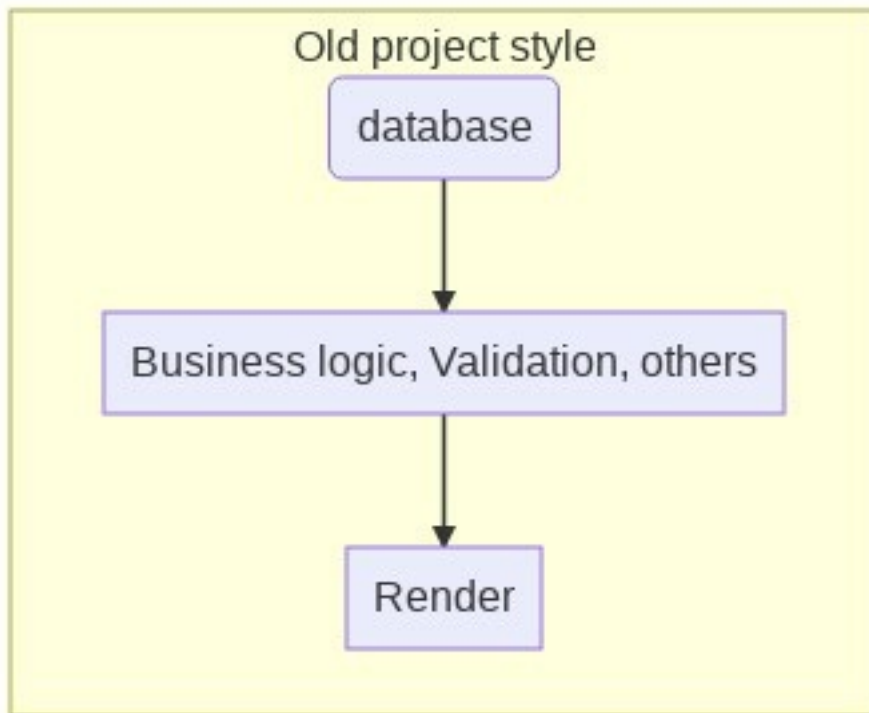 Old project style
database
Business logic, Validation, others
Render